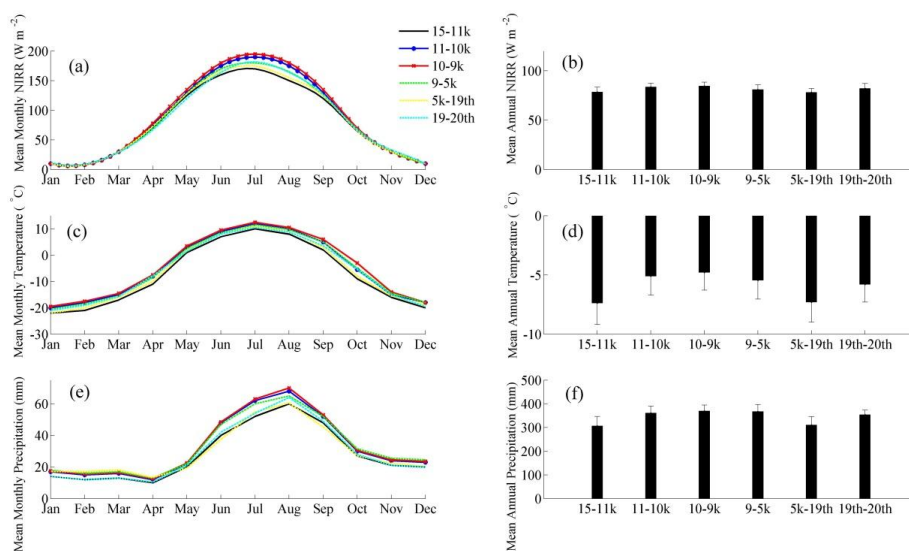 (a)
Mean Monthly NIRR (W m -2)
200
150
100
50
0
Jan Feb Mar Apr May Jun Jul Aug Sep Oct Nov Dec
15-11k
11-10k
10-9k
9-5k
5k-19th
19-20th
(b)
Mean Annual NIRR (W m -2)
100
50
0
15-11k 11-10k 10-9k 9-5k 5k-19th 19th-20th
(c)
Mean Monthly Temperature ( °C)
10
0
-10
-20
-30
Jan Feb Mar Apr May Jun Jul Aug Sep Oct Nov Dec
(d)
Mean Annual Temperature ( °C)
0
-5
-10
15-11k 11-10k 10-9k 9-5k 5k-19th 19th-20th
(e)
Mean Monthly Precipitation (mm)
60
40
20
0
Jan Feb Mar Apr May Jun Jul Aug Sep Oct Nov Dec
(f)
Mean Annual Precipitation (mm)
500
400
300
200
100
0
15-11k 11-10k 10-9k 9-5k 5k-19th 19th-20th